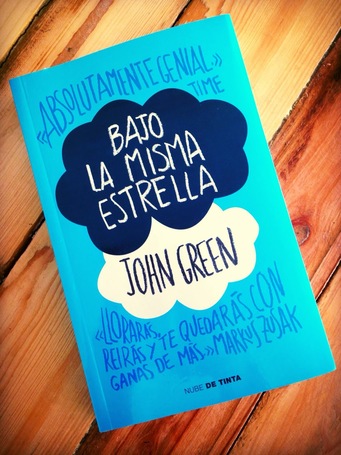 «ABSOLUTAMENTE GENIAL»
TIME
BAJO
LA MISMA
ESTRELLA
JOHN GREEN
«LLORARÁS,
REIRÁS Y TE QUEDARÁS CON
GANAS DE MÁS» MARKUS ZUSAK
NUBE DE TINTA